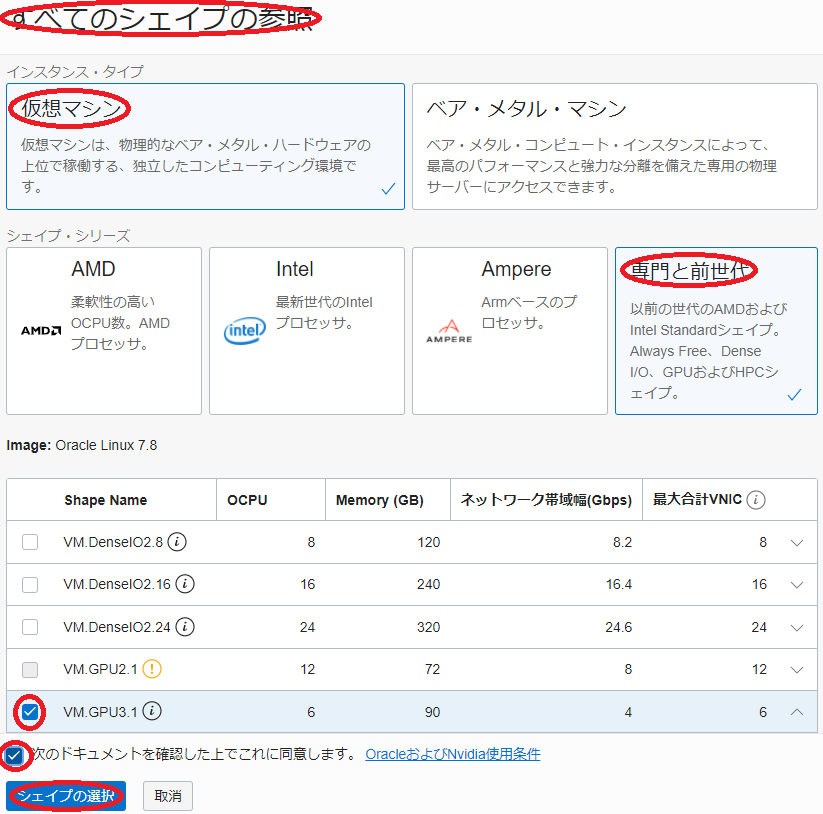 すべてのシェイプの参照
インスタンス・タイプ
仮想マシン
仮想マシンは、物理的なベア・メタル・ハードウェアの
上位で稼働する、独立したコンピューティング環境で
す。
ベア・メタル・マシン
ベア・メタル・コンピュート・インスタンスによって、
最高のパフォーマンスと強力な分離を備えた専用の物理
サーバーにアクセスできます。
シェイプ・シリーズ
AMD
柔軟性の高い
OCPU数。AMD
プロセッサ。
AMD
Intel
最新世代のIntel
プロセッサ。
intel
Ampere
Armベースのプ
ロセッサ。
AMPERE
専門と前世代
以前の世代のAMDおよび
Intel Standardシェイプ。
Always Free、Dense
I/O、GPUおよびHPCシ
ェイプ。
Image: Oracle Linux 7.8
Shape Name OCPU Memory (GB) ネットワーク帯域幅(Gbps) 最大合計VNIC i
VM.DenseIO2.8 i 8 120 8.2 8
VM.DenseIO2.16 i 16 240 16.4 16
VM.DenseIO2.24 i 24 320 24.6 24
VM.GPU2.1 ! 12 72 8 12
VM.GPU3.1 i 6 90 4 6
次のドキュメントを確認した上でこれに同意します。 OracleおよびNvidia使用条件
シェイプの選択 取消